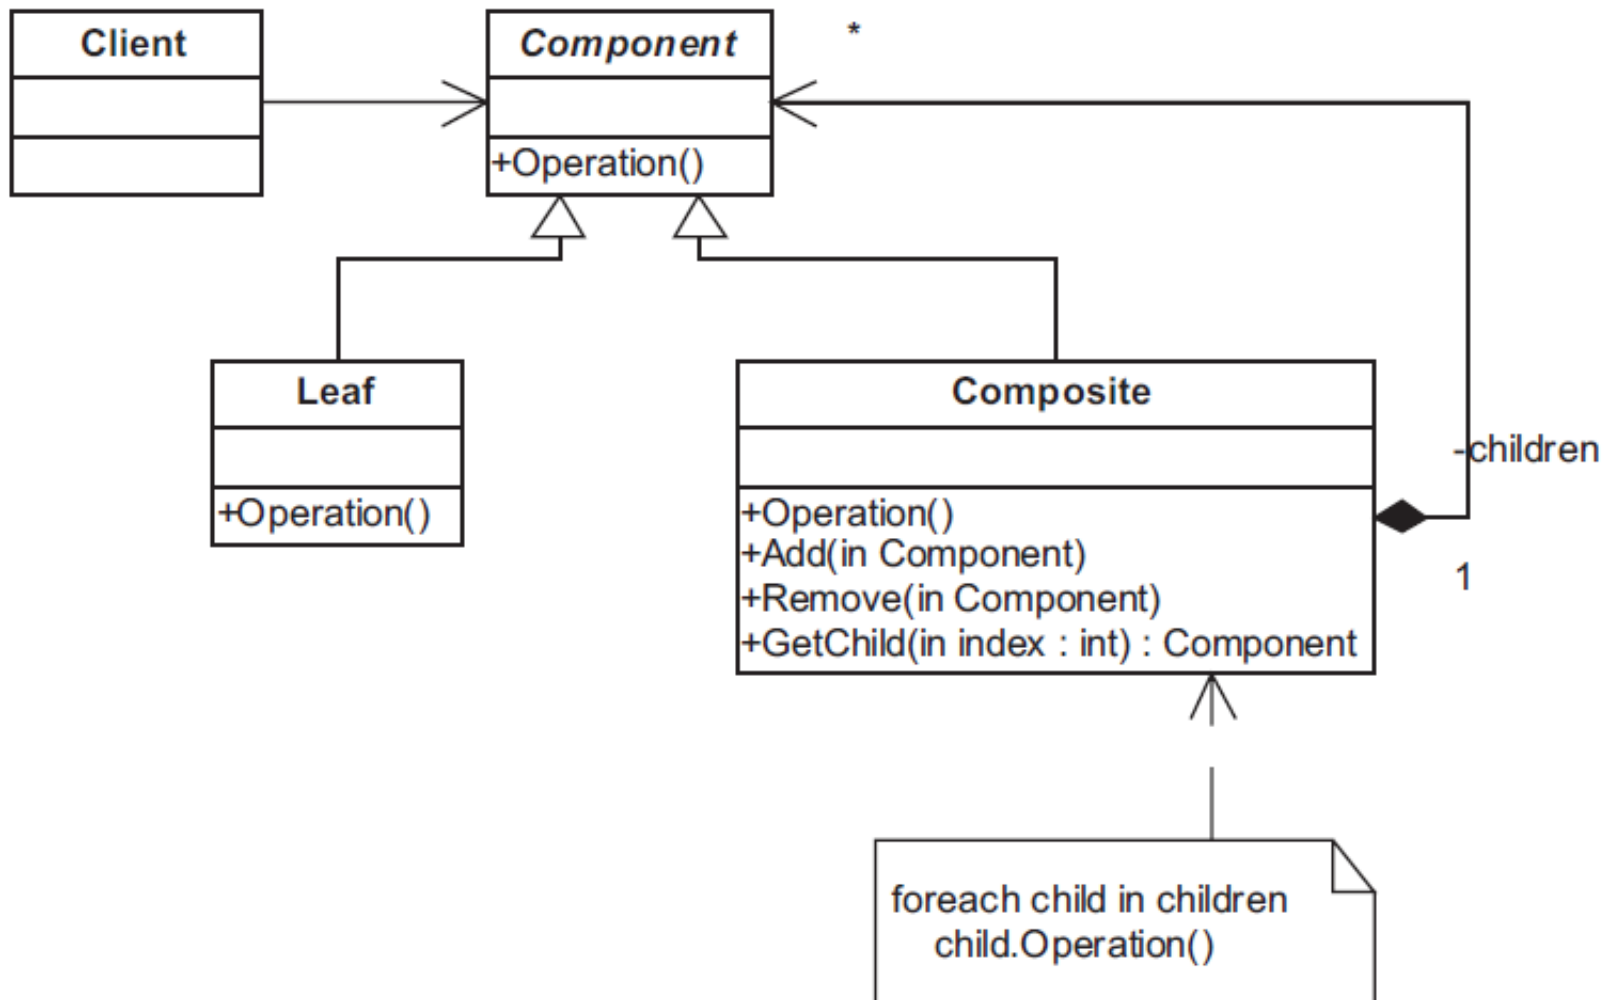 Client
Component
*
+Operation()
Leaf
+Operation()
Composite
+Operation()
+Add(in Component)
+Remove(in Component)
+GetChild(in index : int) : Component
-children
1
foreach child in children
child.Operation()